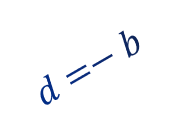 d = − b